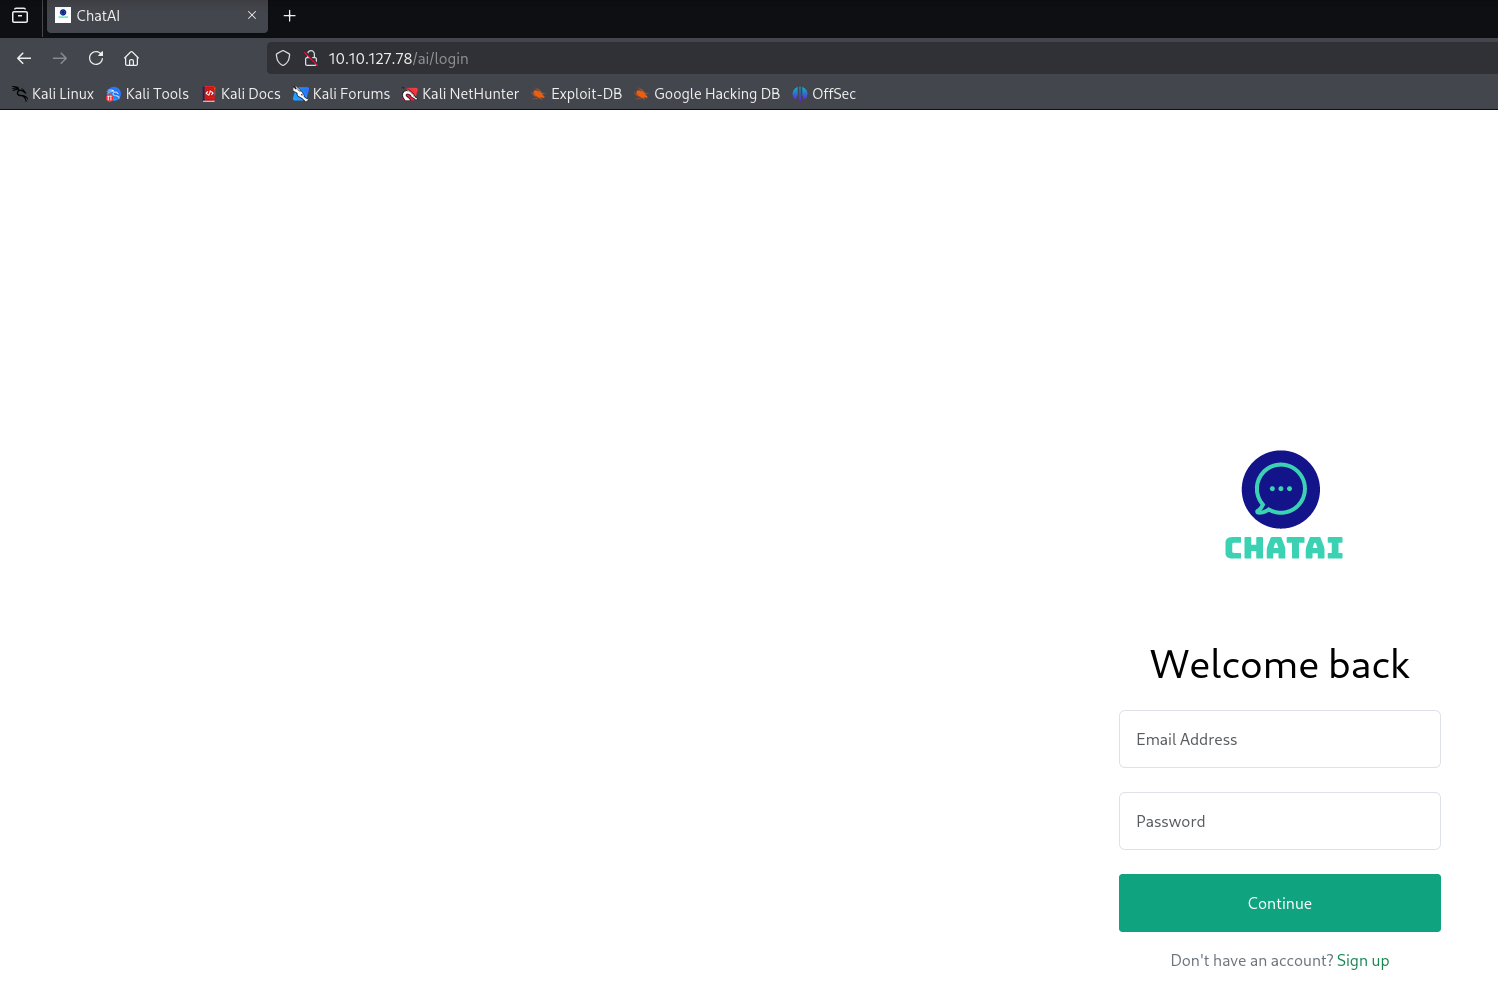 ChatAI
10.10.127.78/ai/login
Kali Linux Kali Tools Kali Docs Kali Forums Kali NetHunter Exploit-DB Google Hacking DB OffSec
CHATAI
Welcome back
Email Address
Password
Continue
Don't have an account? Sign up